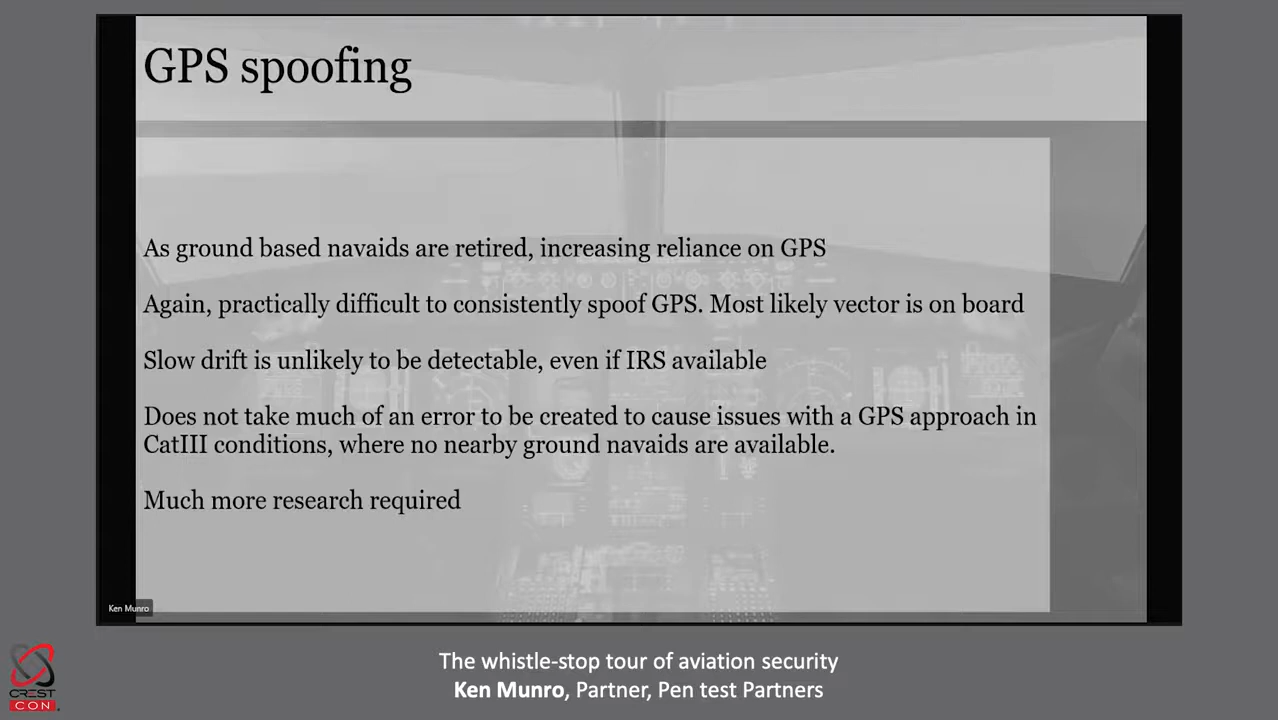 GPS spoofing
As ground based navaids are retired, increasing reliance on GPS
Again, practically difficult to consistently spoof GPS. Most likely vector is on board
Slow drift is unlikely to be detectable, even if IRS available
Does not take much of an error to be created to cause issues with a GPS approach in
CatIII conditions, where no nearby ground navaids are available.
Much more research required
Ken Munro
The whistle-stop tour of aviation security
Ken Munro, Partner, Pen test Partners
CREST
CON